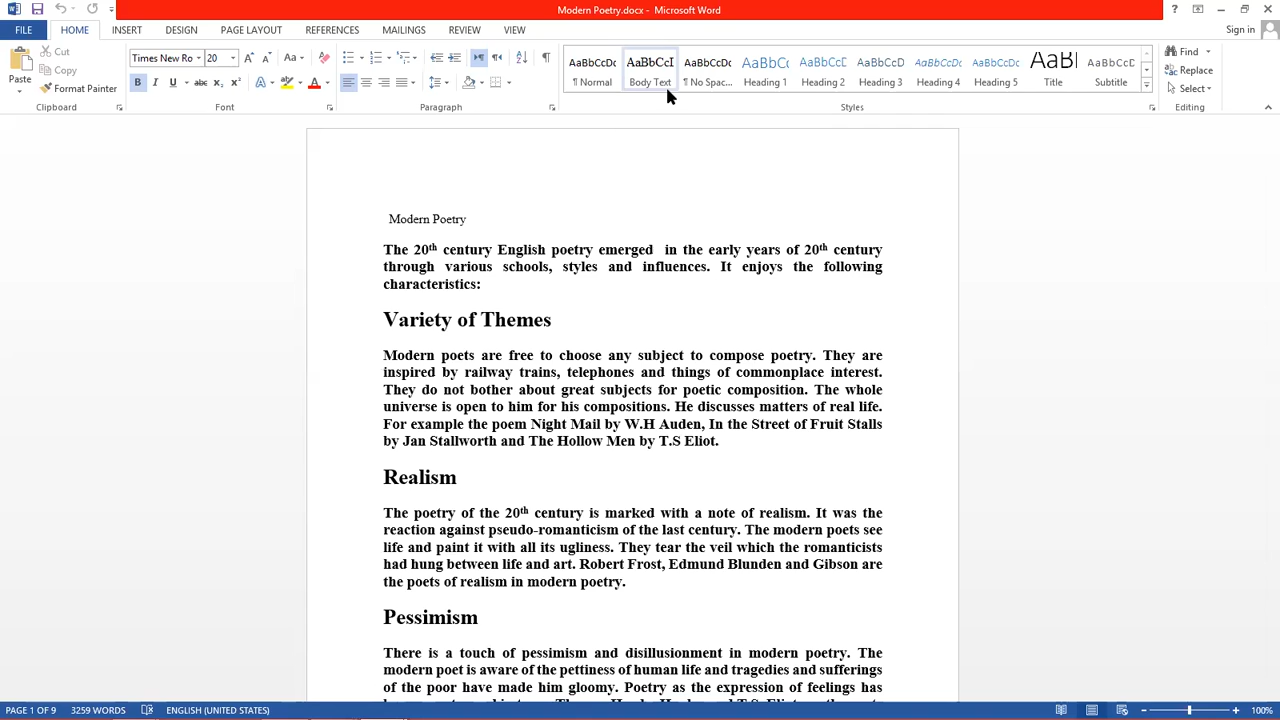 Modern Poetry.docx - Microsoft Word
Sign in
FILE HOME INSERT DESIGN PAGE LAYOUT REFERENCES MAILINGS REVIEW VIEW
Paste
Cut
Copy
Format Painter
Clipboard
Times New Ro 20
Font
Paragraph
AaBbCcDc AaBbCcI AaBbCcDc AaBbC AaBbCcD AaBbCcDc AaBbCcDc AaBbCcDc AaBl AaBbCcD
¶ Normal Body Text ¶ No Spac... Heading 1 Heading 2 Heading 3 Heading 4 Heading 5 Title Subtitle
Styles
Find
Replace
Select
Editing
Modern Poetry
The 20th century English poetry emerged in the early years of 20th century
through various schools, styles and influences. It enjoys the following
characteristics:
Variety of Themes
Modern poets are free to choose any subject to compose poetry. They are
inspired by railway trains, telephones and things of commonplace interest.
They do not bother about great subjects for poetic composition. The whole
universe is open to him for his compositions. He discusses matters of real life.
For example the poem Night Mail by W.H Auden, In the Street of Fruit Stalls
by Jan Stallworth and The Hollow Men by T.S Eliot.
Realism
The poetry of the 20th century is marked with a note of realism. It was the
reaction against pseudo-romanticism of the last century. The modern poets see
life and paint it with all its ugliness. They tear the veil which the romanticists
had hung between life and art. Robert Frost, Edmund Blunden and Gibson are
the poets of realism in modern poetry.
Pessimism
There is a touch of pessimism and disillusionment in modern poetry. The
modern poet is aware of the pettiness of human life and tragedies and sufferings
of the poor have made him gloomy. Poetry as the expression of feelings has
PAGE 1 OF 9 3259 WORDS ENGLISH (UNITED STATES) 100%